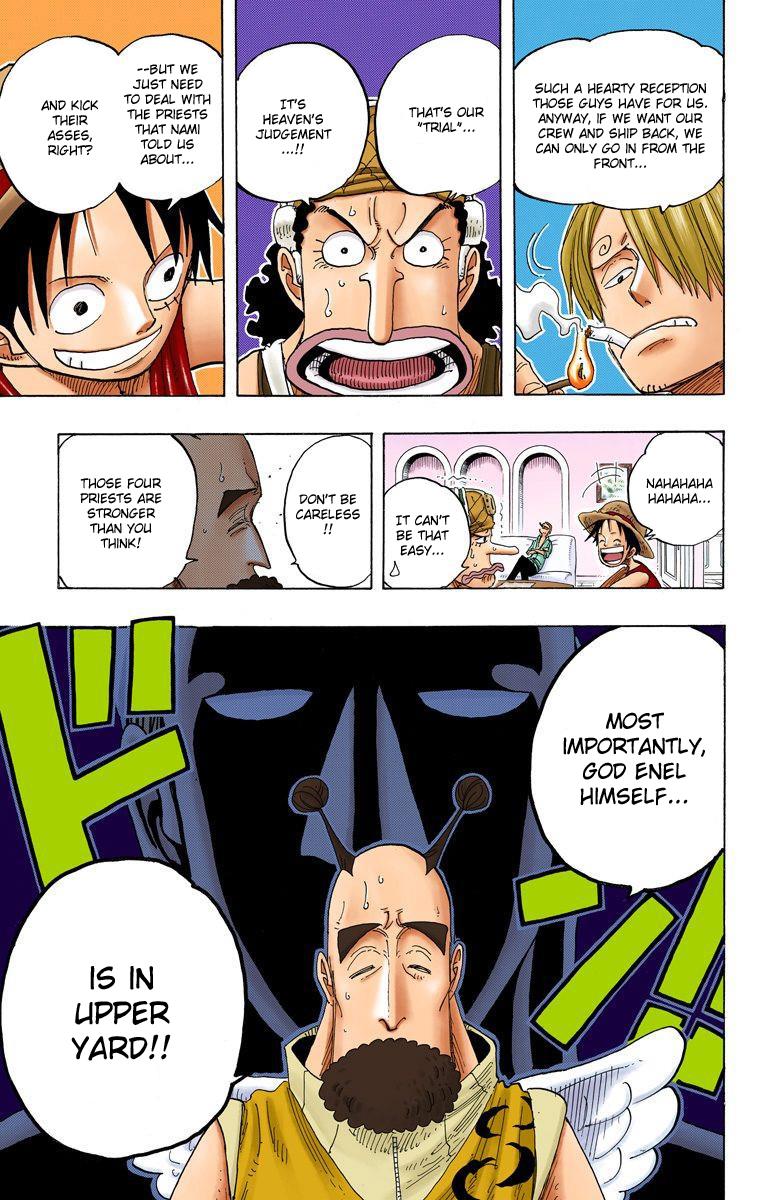 SUCH A HEARTY RECEPTION
THOSE GUYS HAVE FOR US.
ANYWAY, IF WE WANT OUR
CREW AND SHIP BACK, WE
CAN ONLY GO IN FROM THE
FRONT...
THAT'S OUR
"TRIAL"...
IT'S
HEAVEN'S
JUDGEMENT
...!!
--BUT WE
JUST NEED
TO DEAL WITH
THE PRIESTS
THAT NAMI
TOLD US
ABOUT...
AND KICK
THEIR
ASSES,
RIGHT?
NAHAHAHA
HAHAHA...
IT CAN'T
BE THAT
EASY...
DON'T BE
CARELESS
!!
THOSE FOUR
PRIESTS ARE
STRONGER
THAN YOU
THINK!
MOST
IMPORTANTLY,
GOD ENEL
HIMSELF...
ドン!!
IS IN
UPPER
YARD!!